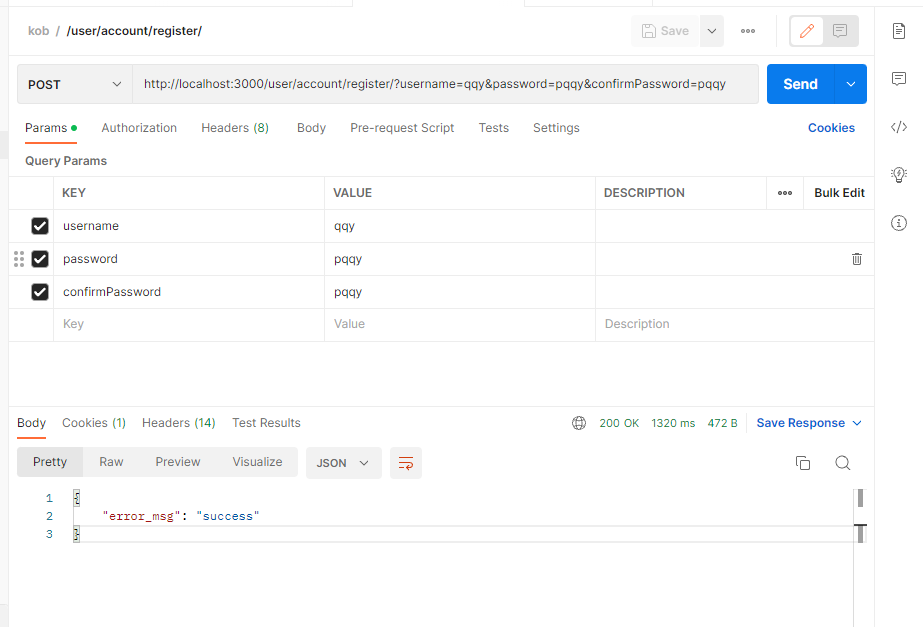 kob / /user/account/register/
Save
POST
http://localhost:3000/user/account/register/?username=qqy&password=pqqy&confirmPassword=pqqy
Send
Params Authorization Headers (8) Body Pre-request Script Tests Settings Cookies
Query Params
KEY VALUE DESCRIPTION Bulk Edit
username qqy
password pqqy
confirmPassword pqqy
Key Value Description
Body Cookies (1) Headers (14) Test Results 200 OK 1320 ms 472 B Save Response
Pretty Raw Preview Visualize JSON
1 {
2 "error_msg": "success"
3 }